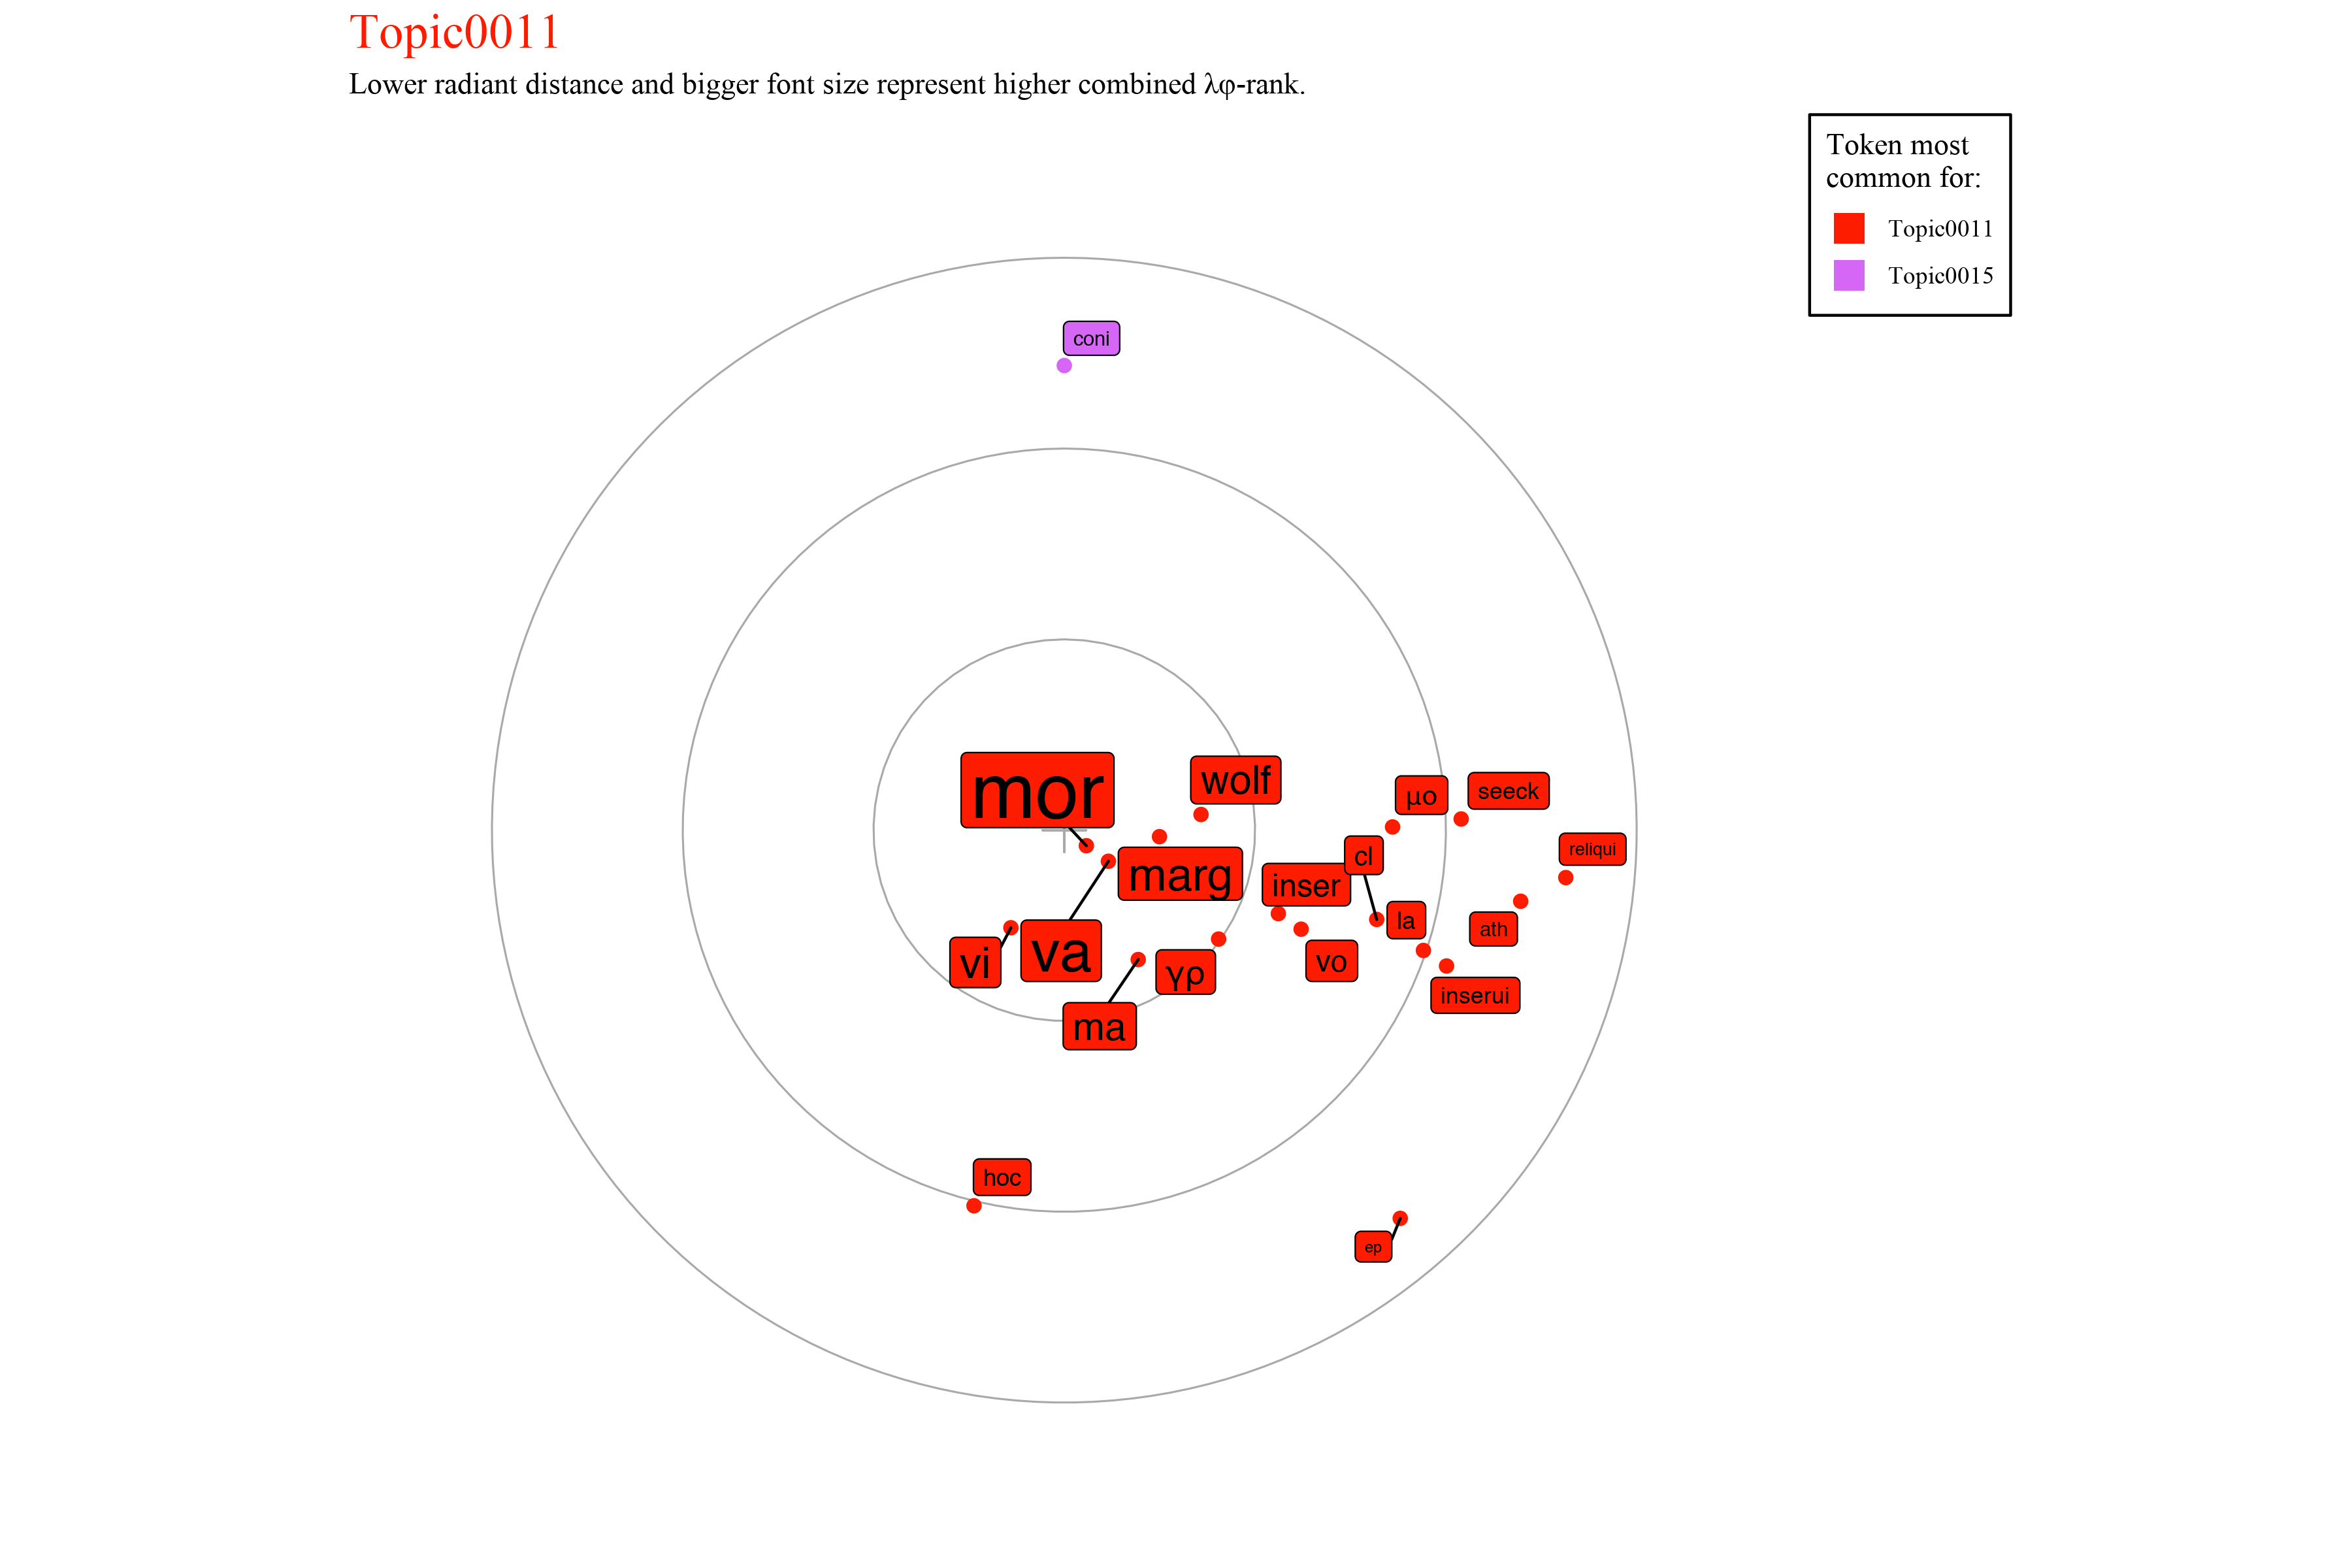 Topic0011
Lower radiant distance and bigger font size represent higher combined λφ-rank.
Token most
common for:
Topic0011
Topic0015
coni
mor
wolf
μο
seeck
cl
reliqui
marg
inser
la
ath
vi
va
γρ
vo
inserui
ma
hoc
ep